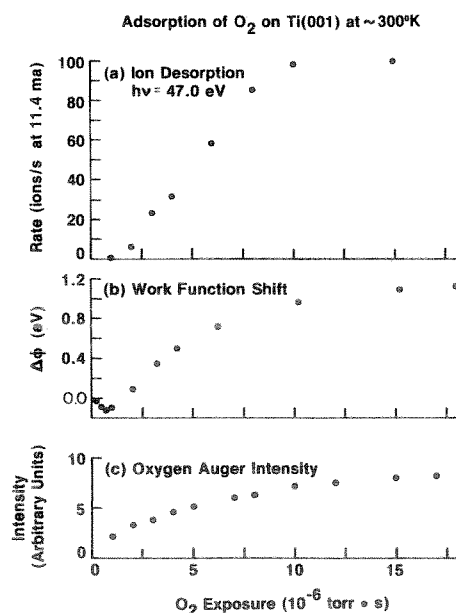 Adsorption of O2 on Ti(001) at ~ 300°K
(a) Ion Desorption
hν = 47.0 eV
Rate (ions/s at 11.4 ma)
100
80
60
40
20
0
(b) Work Function Shift
Δϕ (eV)
1.2
0.8
0.4
0.0
(c) Oxygen Auger Intensity
Intensity
(Arbitrary Units)
10
5
0
0 5 10 15
O2 Exposure (10-6 torr • s)